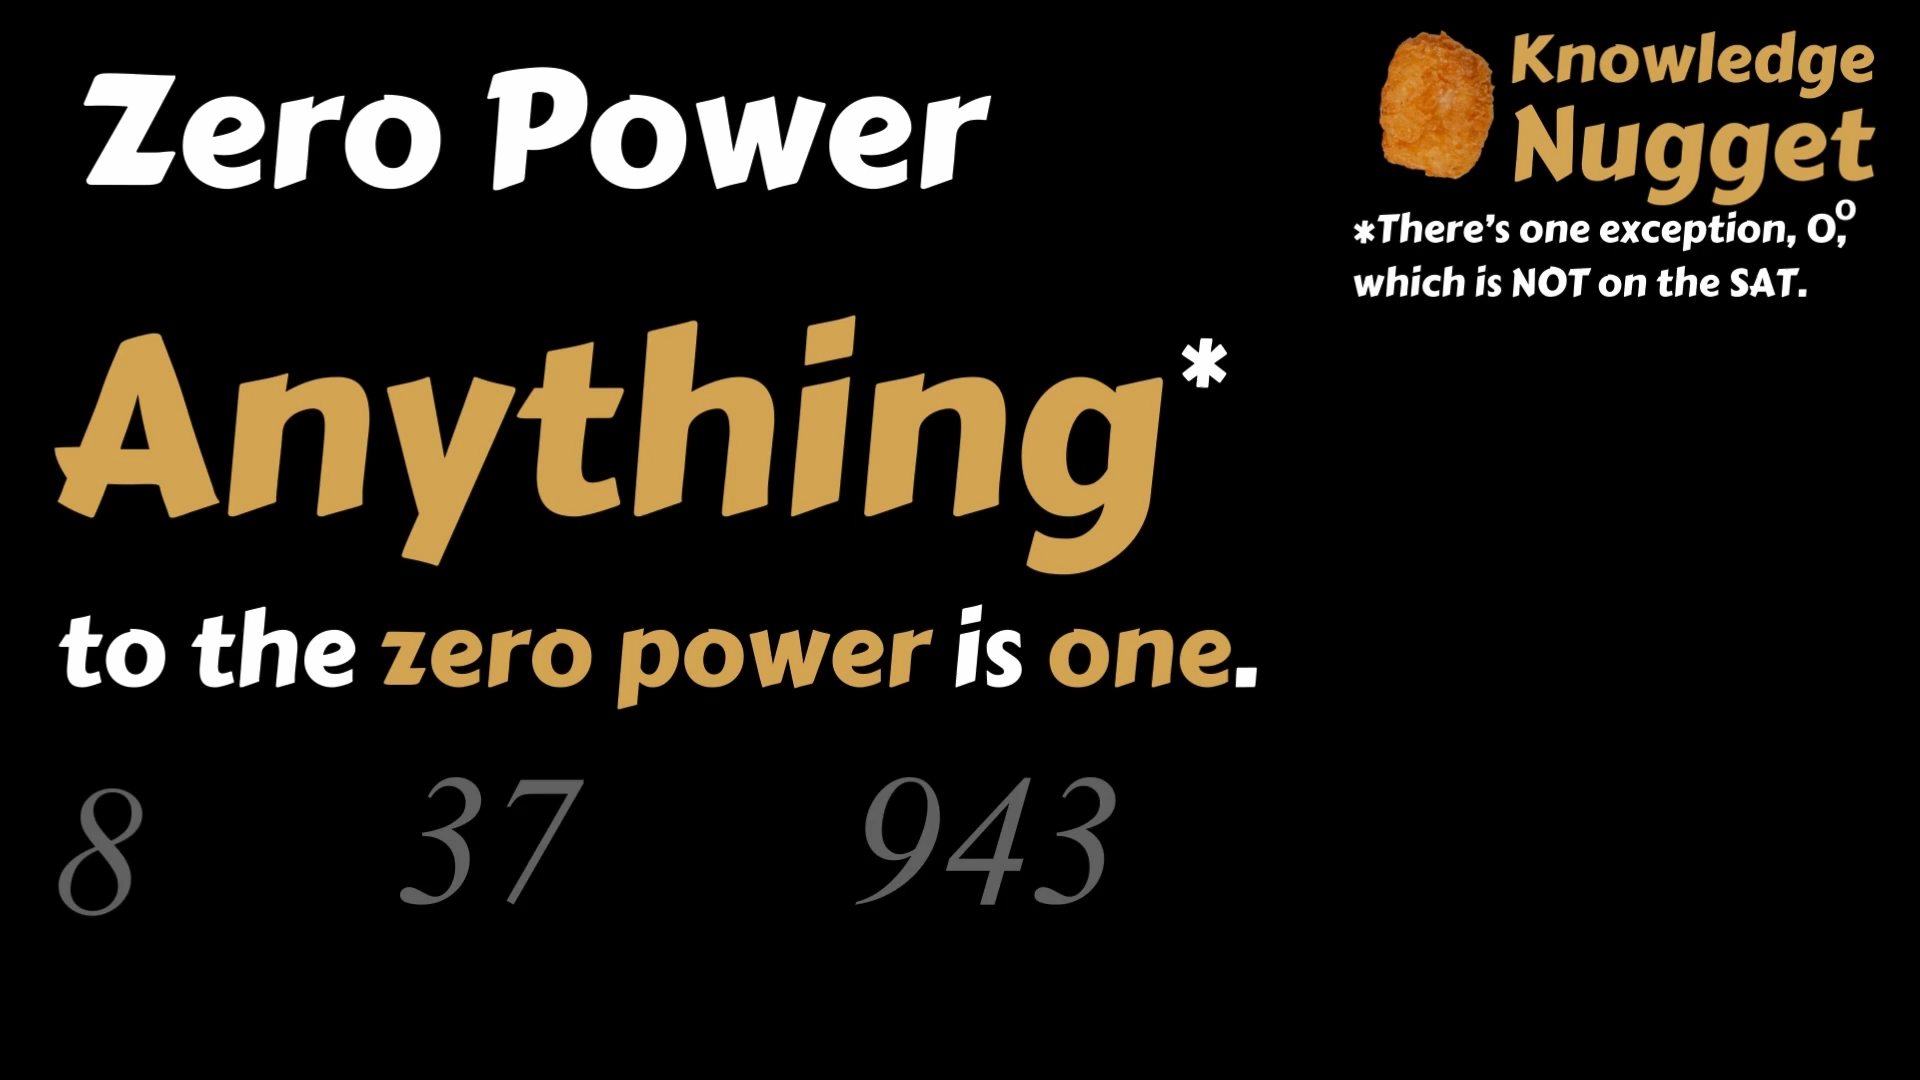 Zero Power
Knowledge
Nugget
*There's one exception, 0⁰,
which is NOT on the SAT.
Anything*
to the zero power is one.
8 37 943